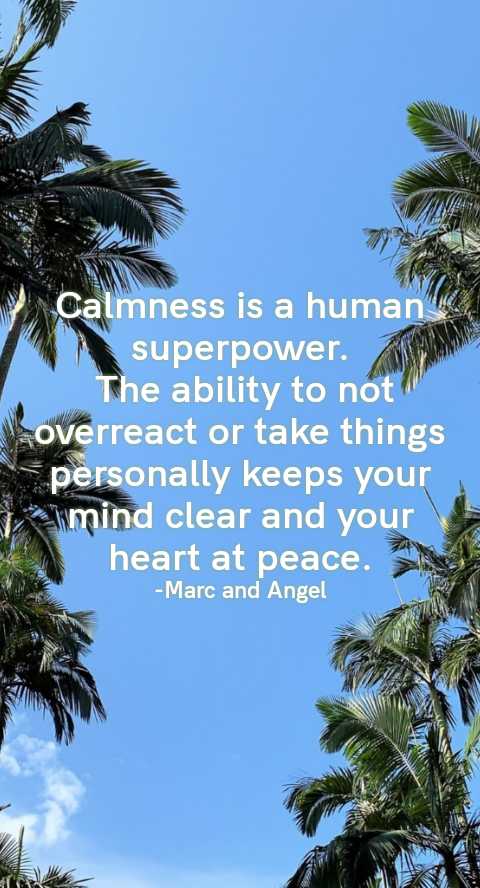 Calmness is a human
superpower.
The ability to not
overreact or take things
personally keeps your
mind clear and your
heart at peace.
-Marc and Angel